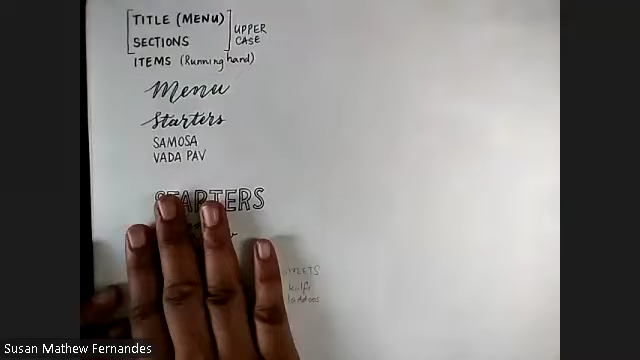 TITLE (MENU)
SECTIONS
UPPER
CASE
ITEMS (Running hand)
Menu
Starters
SAMOSA
VADA PAV
STARTERS
SWEETS
kulfi
laddoos
Susan Mathew Fernandes